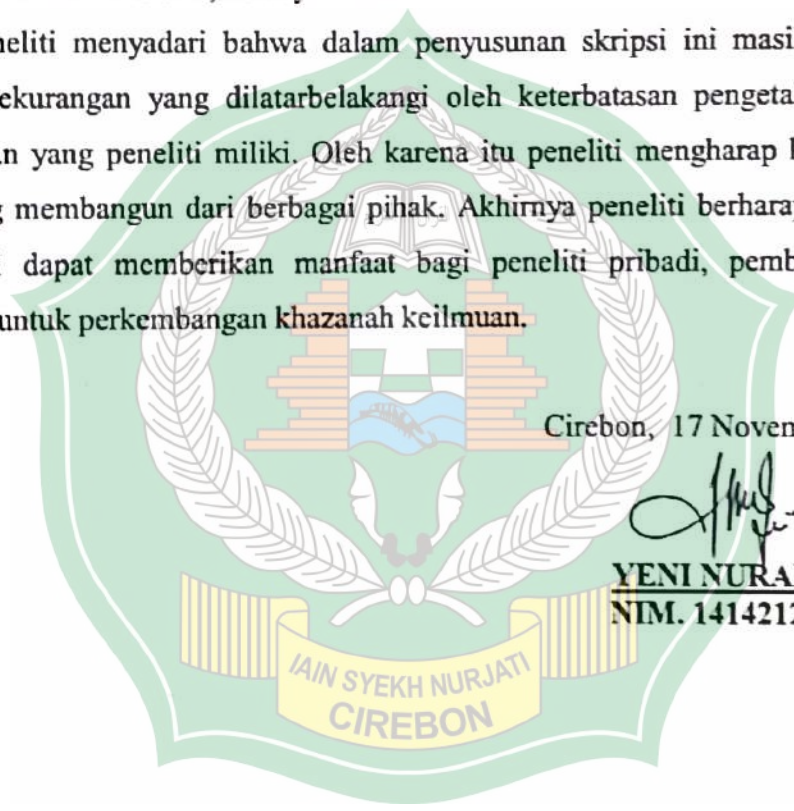 neliti menyadari bahwa dalam penyusunan skripsi ini masi
ekurangan yang dilatarbelakangi oleh keterbatasan pengeta
n yang peneliti miliki. Oleh karena itu peneliti mengharap
g membangun dari berbagai pihak. Akhirnya peneliti berhara
dapat memberikan manfaat bagi peneliti pribadi, pemb
untuk perkembangan khazanah keilmuan.
Cirebon, 17 Novem
YENI NURA
NIM. 1414212
IAIN SYEKH NURJATI
CIREBON